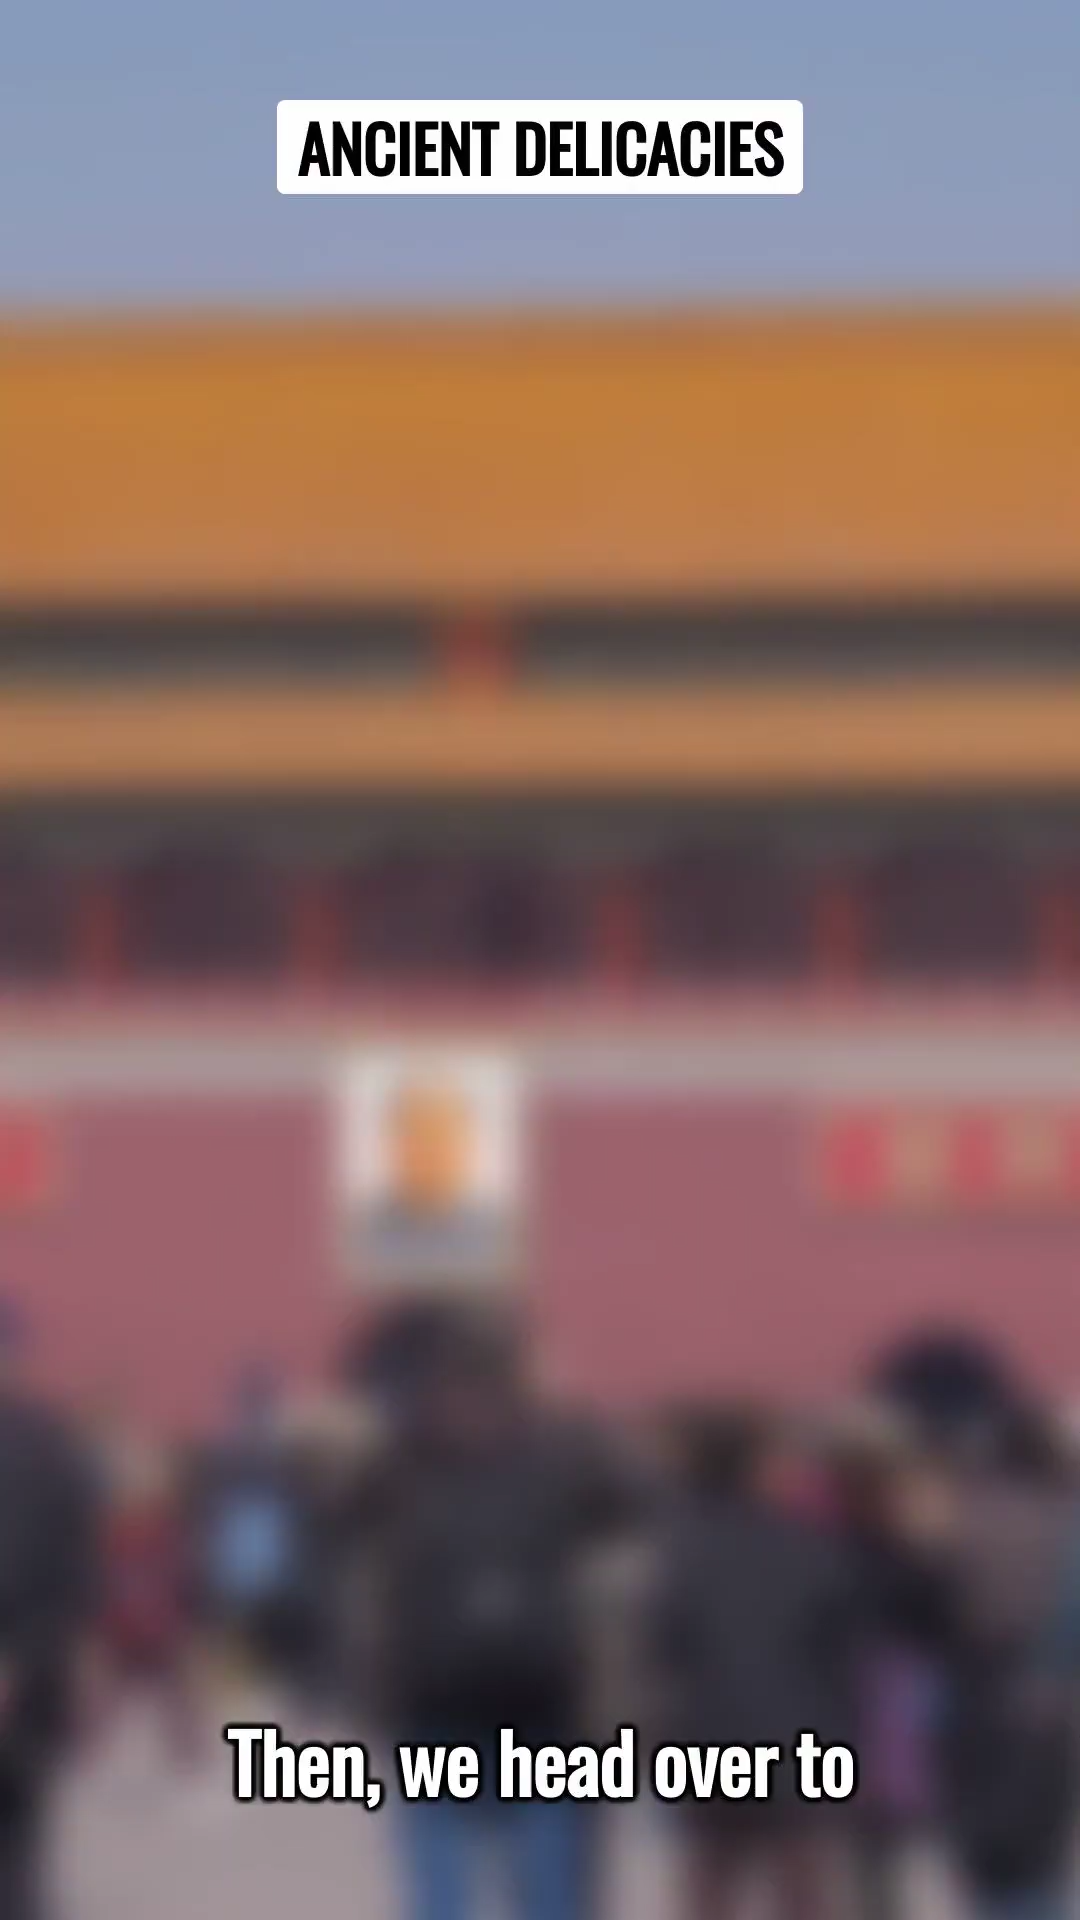 ANCIENT DELICACIES
Then, we head over to